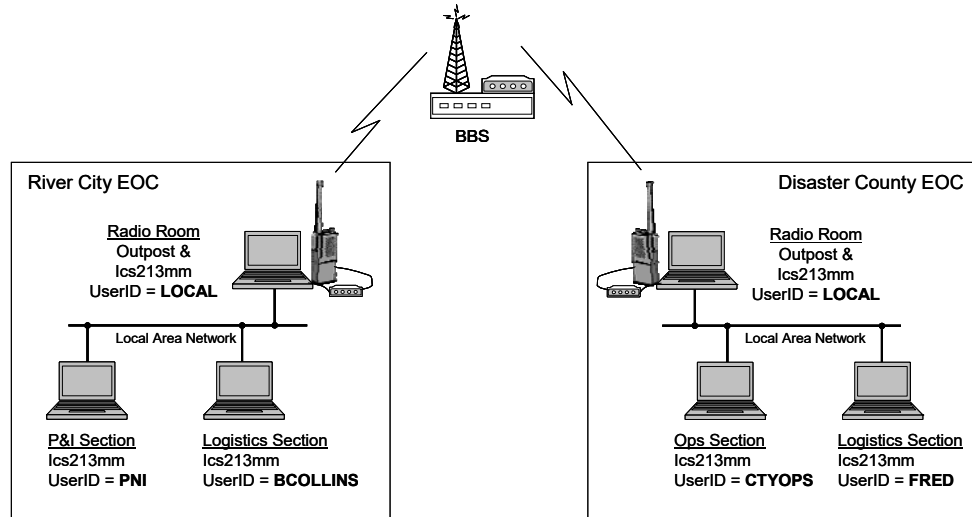 BBS
River City EOC
Radio Room
Outpost &
Ics213mm
UserID = LOCAL
Local Area Network
P&I Section
Ics213mm
UserID = PNI
Logistics Section
Ics213mm
UserID = BCOLLINS
Disaster County EOC
Radio Room
Outpost &
Ics213mm
UserID = LOCAL
Local Area Network
Ops Section
Ics213mm
UserID = CTYOPS
Logistics Section
Ics213mm
UserID = FRED